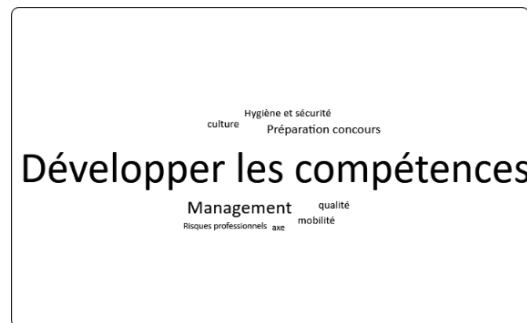 Hygiène et sécurité
culture
Préparation concours
Développer les compétences
Management
qualité
mobilité
Risques professionnels
axe